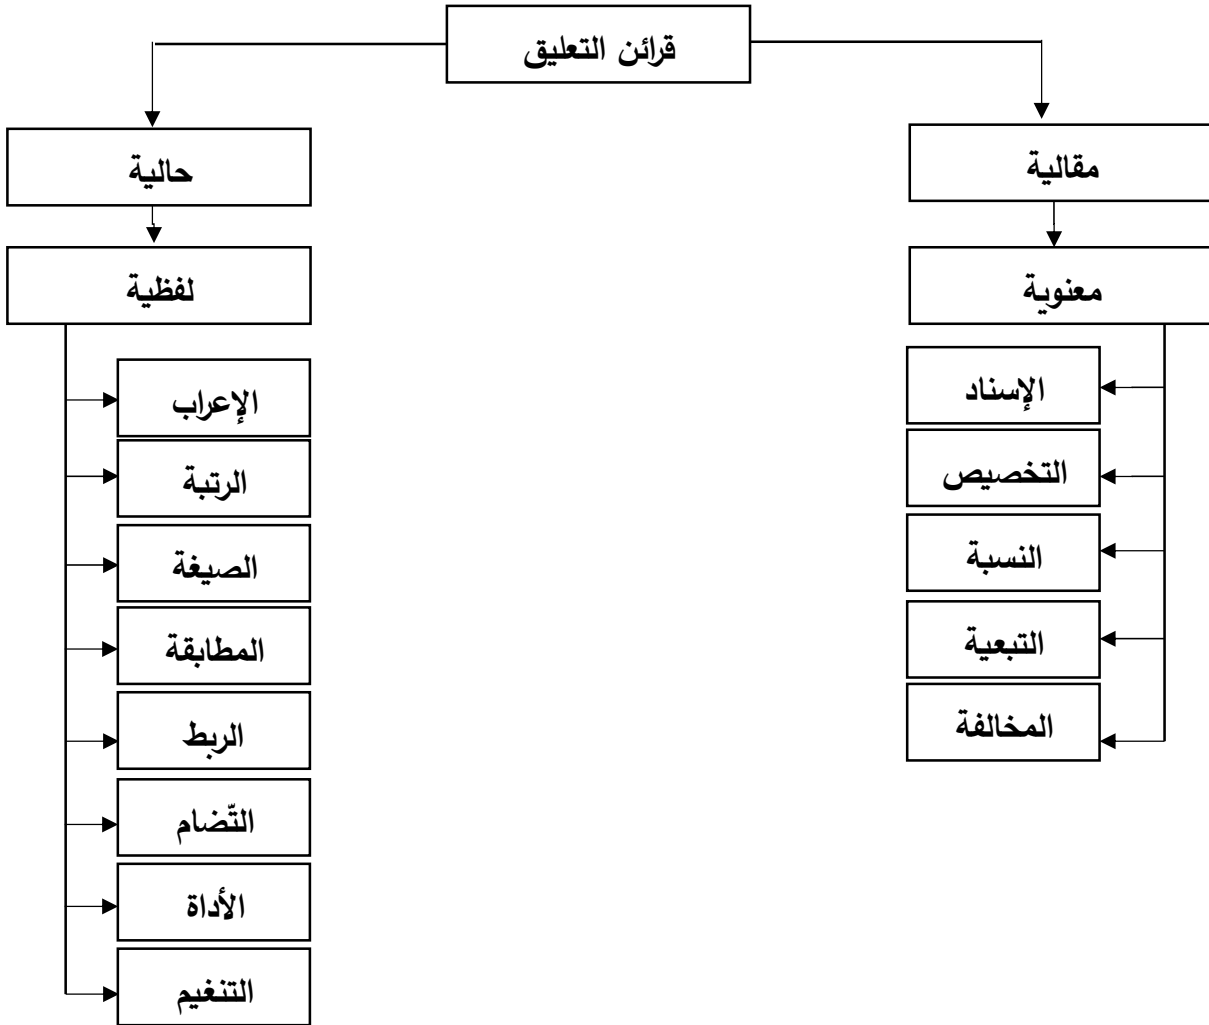 قرائن التعليق
مقالية
حالية
معنوية
لفظية
الإسناد
التخصيص
النسبة
التبعية
المخالفة
الإعراب
الرتبة
الصيغة
المطابقة
الربط
التّضام
الأداة
التنغيم